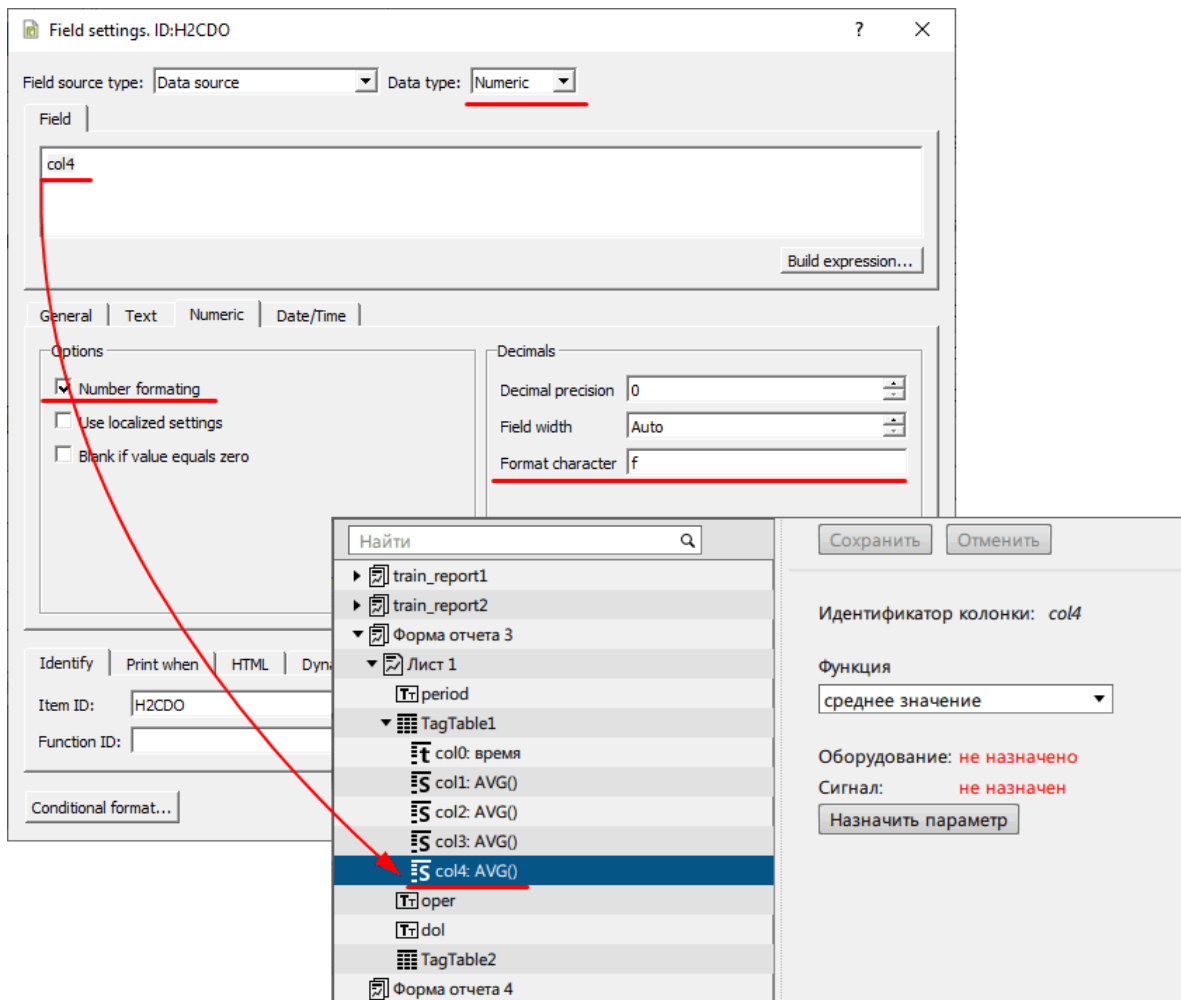 Field settings. ID:H2CDO
Field source type: Data source Data type: Numeric
Field
col4
Build expression...
General Text Numeric Date/Time
Options
Number formating
Use localized settings
Blank if value equals zero
Decimals
Decimal precision 0
Field width Auto
Format character f
Identify Print when HTML
Item ID: H2CDO
Function ID:
Conditional format...
Найти
train_report1
train_report2
Форма отчета 3
Лист 1
period
TagTable1
col0: время
col1: AVG()
col2: AVG()
col3: AVG()
col4: AVG()
oper
dol
TagTable2
Форма отчета 4
Сохранить Отменить
Идентификатор колонки: col4
Функция
среднее значение
Оборудование: не назначено
Сигнал: не назначен
Назначить параметр